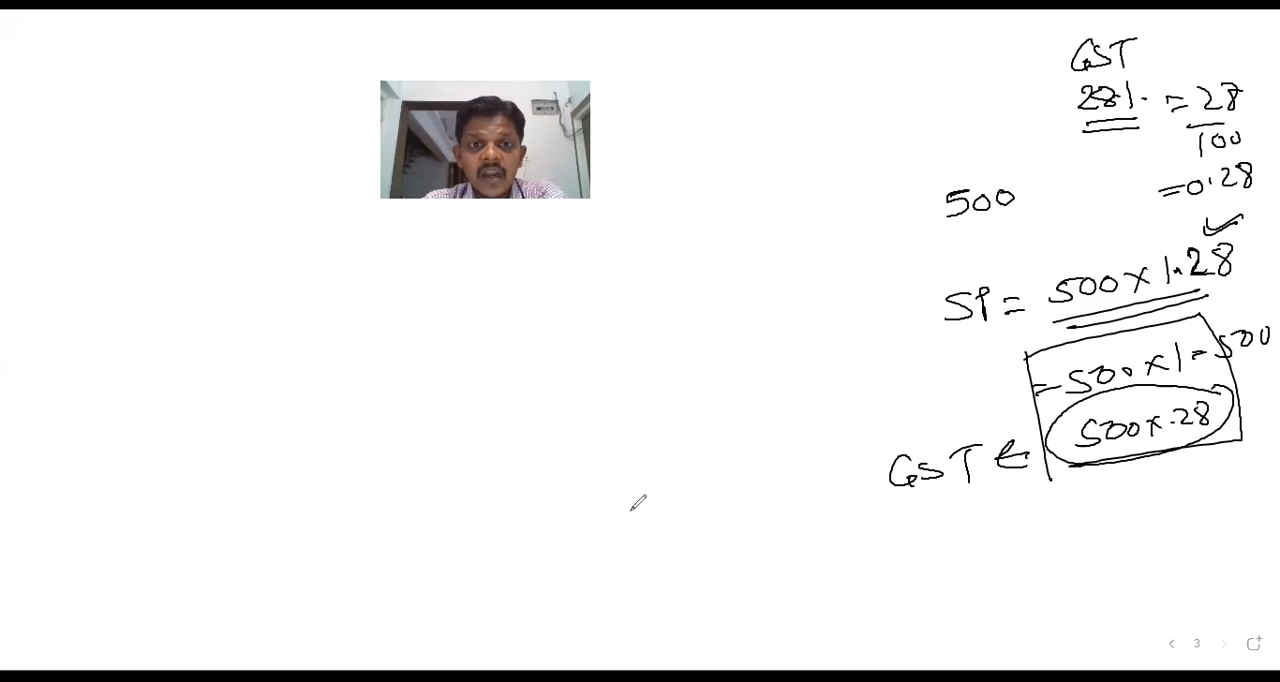 GST
28% = 28
100
= 0.28
500
SP = 500 x 1.28
= 500 x 1 = 500
500 x .28
GST ←
3